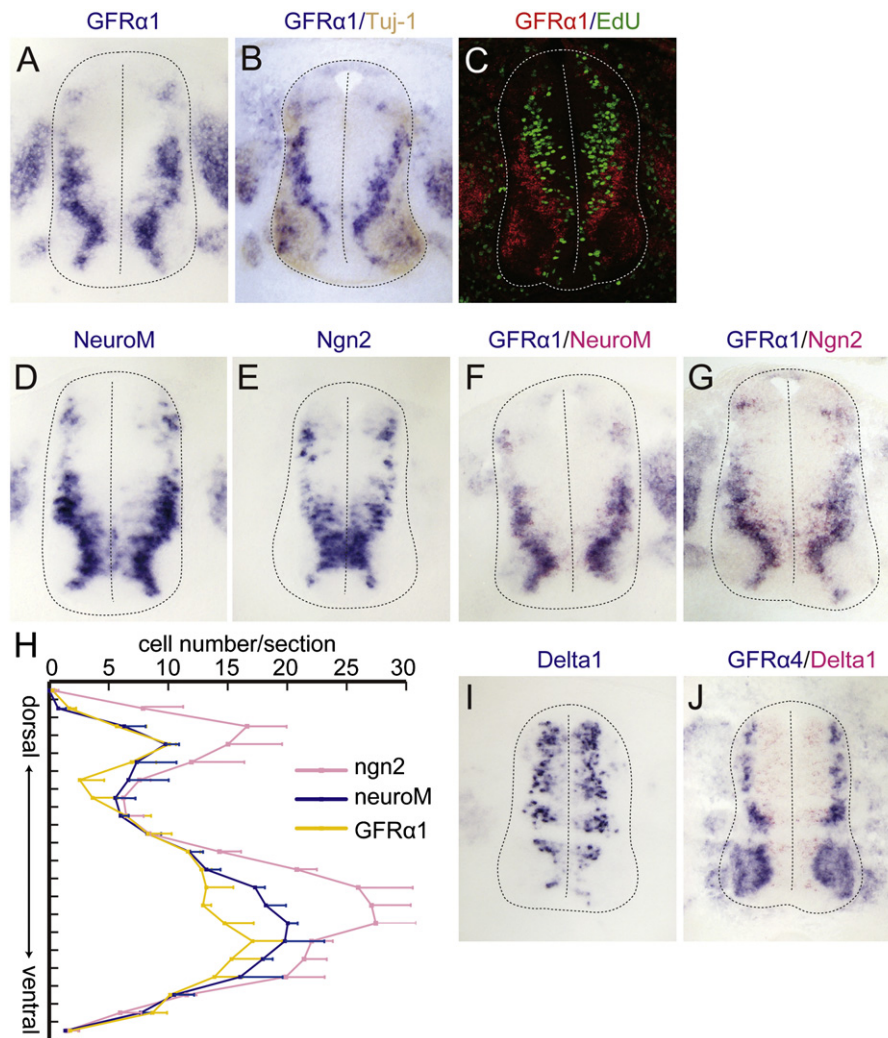 GFRα1
GFRα1/Tuj-1
GFRα1/EdU
A
B
C
NeuroM
Ngn2
GFRα1/NeuroM
GFRα1/Ngn2
D
E
F
G
H
cell number/section
0 5 10 15 20 25 30
dorsal
ventral
ngn2
neuroM
GFRα1
Delta1
GFRα4/Delta1
I
J